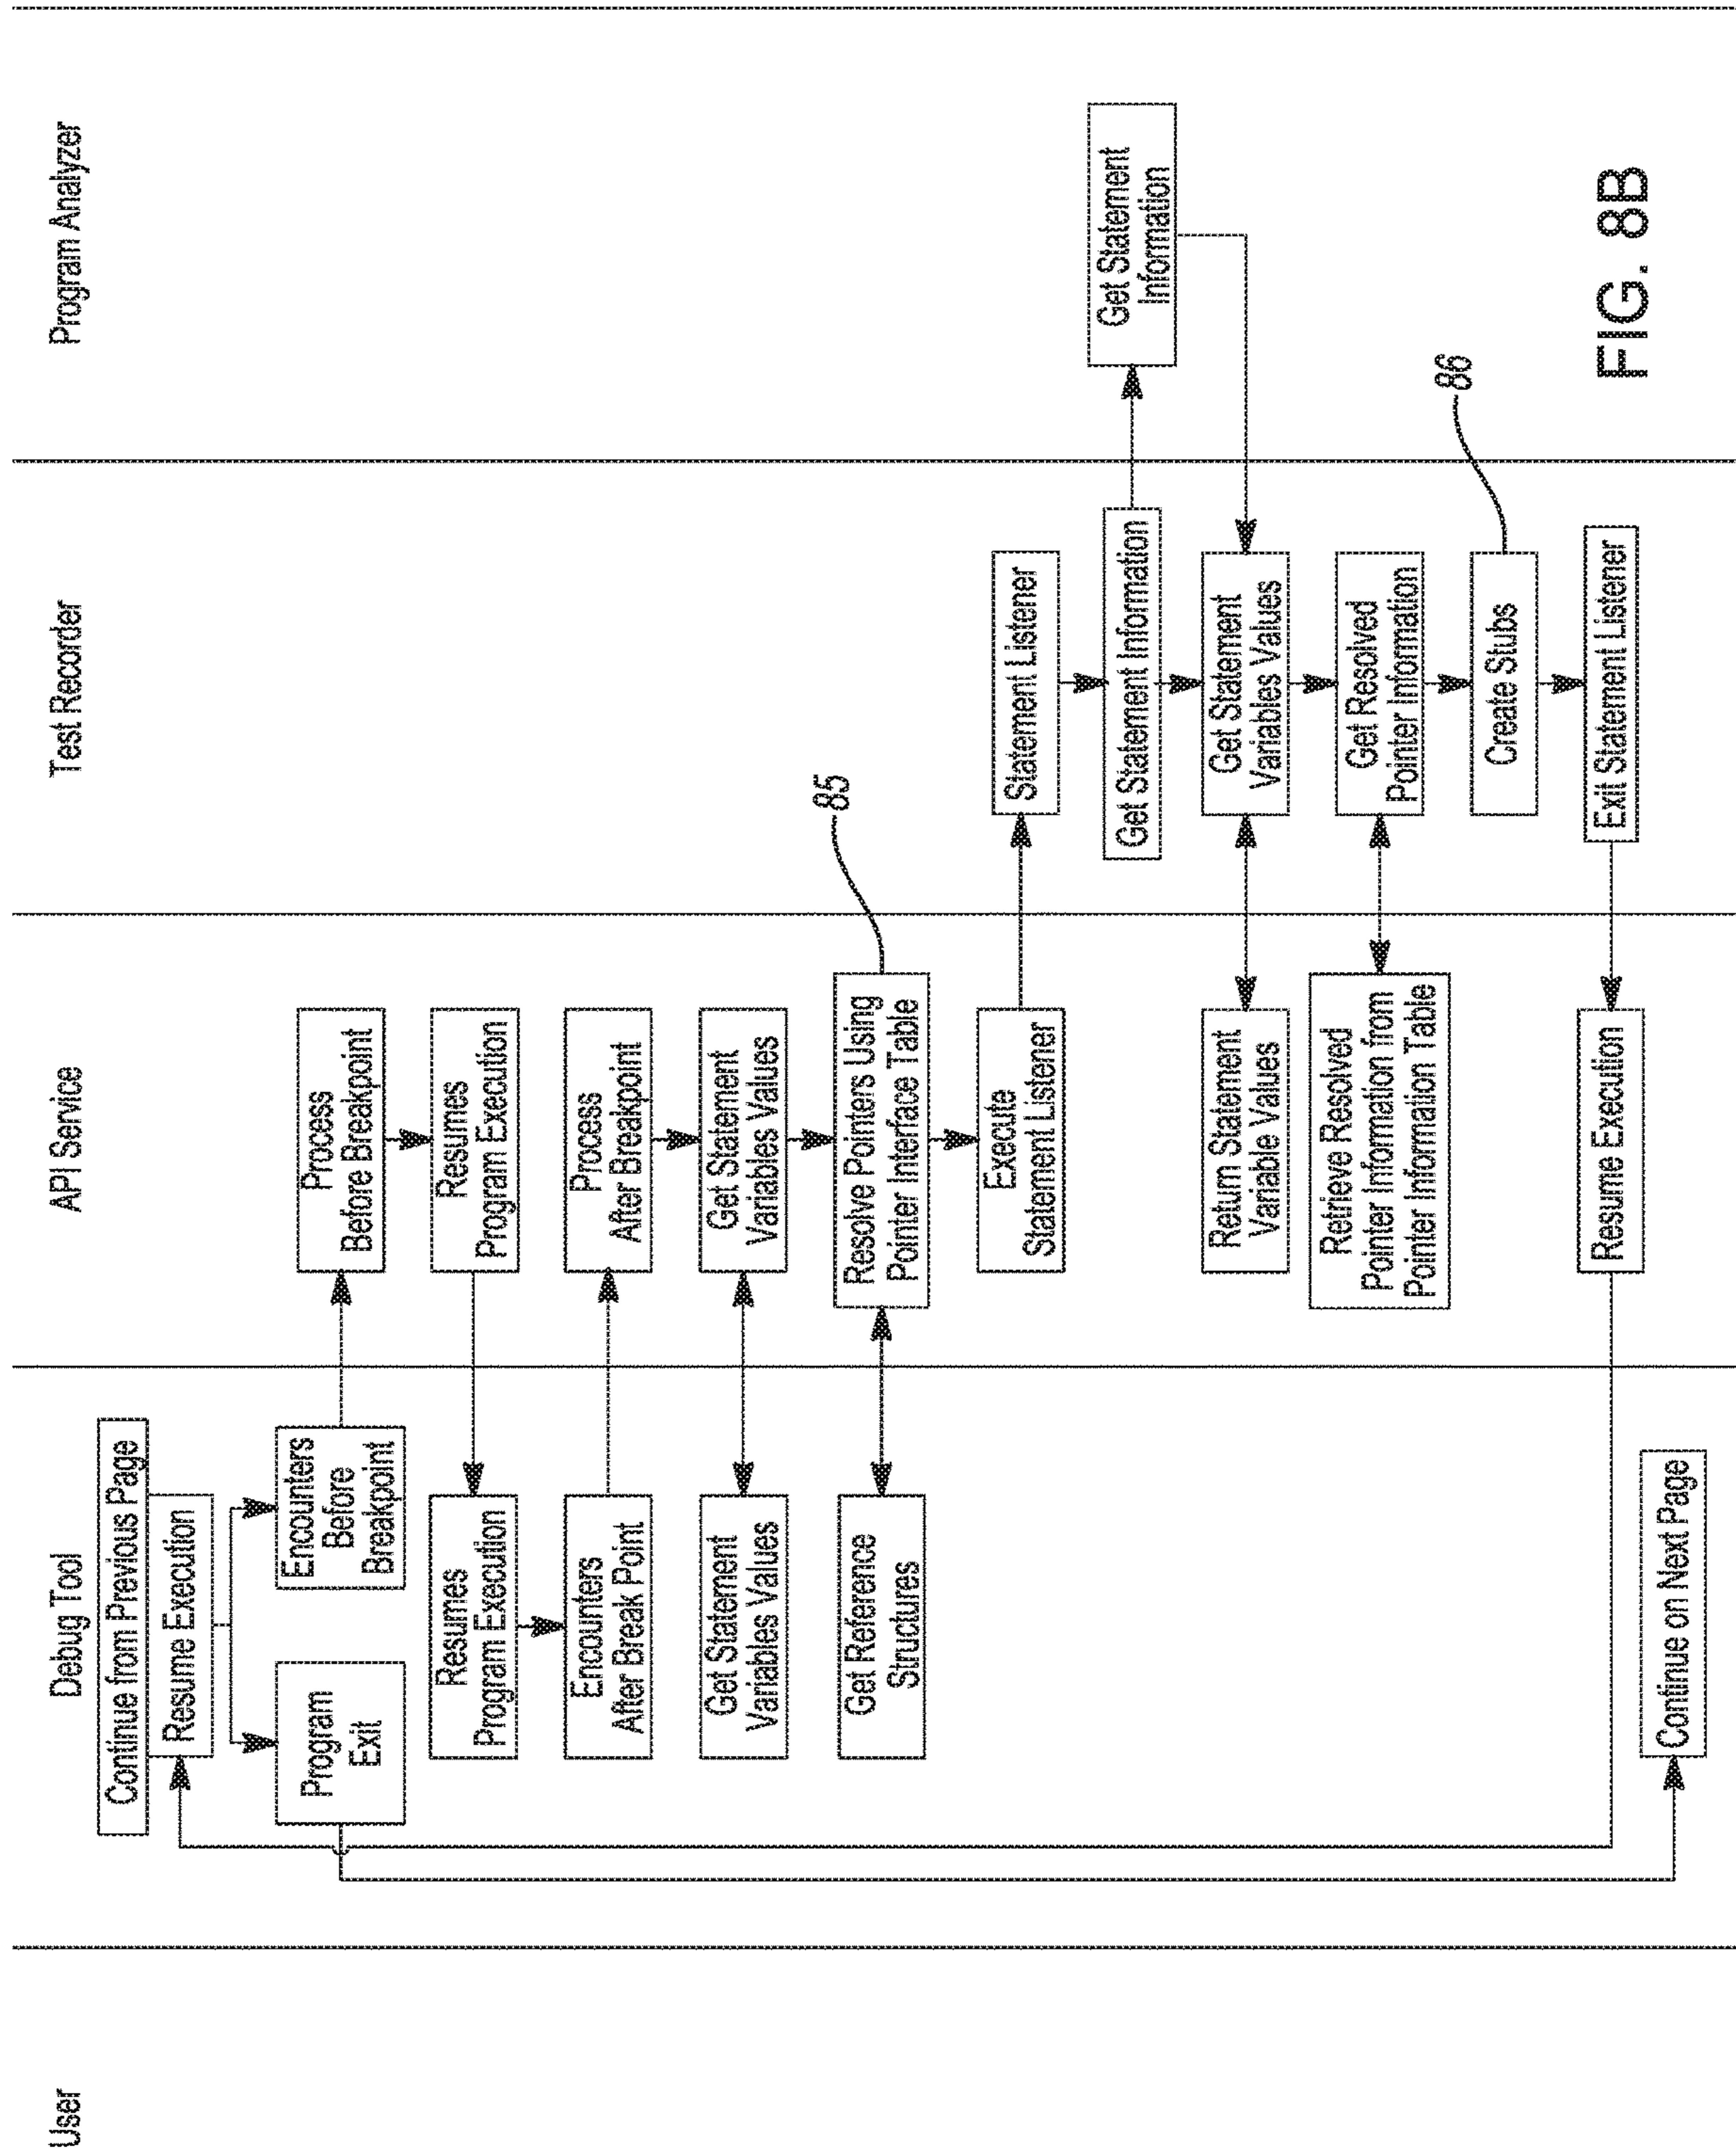 User
Debug Tool
API Service
Test Recorder
Program Analyzer
Continue from Previous Page
Resume Execution
Program
Exit
Encounters
Before
Breakpoint
Process
Before Breakpoint
Resumes
Program Execution
Resumes
Program Execution
Encounters
After Break Point
Process
After Breakpoint
Get Statement
Variables Values
Get Statement
Variables Values
Get Reference
Structures
Resolve Pointers Using
Pointer Interface Table
85
Execute
Statement Listener
Statement Listener
Get Statement Information
Get Statement
Information
Return Statement
Variable Values
Get Statement
Variables Values
Retrieve Resolved
Pointer Information from
Pointer Information Table
Get Resolved
Pointer Information
Create Stubs
86
Resume Execution
Exit Statement Listener
Continue on Next Page
FIG. 8B